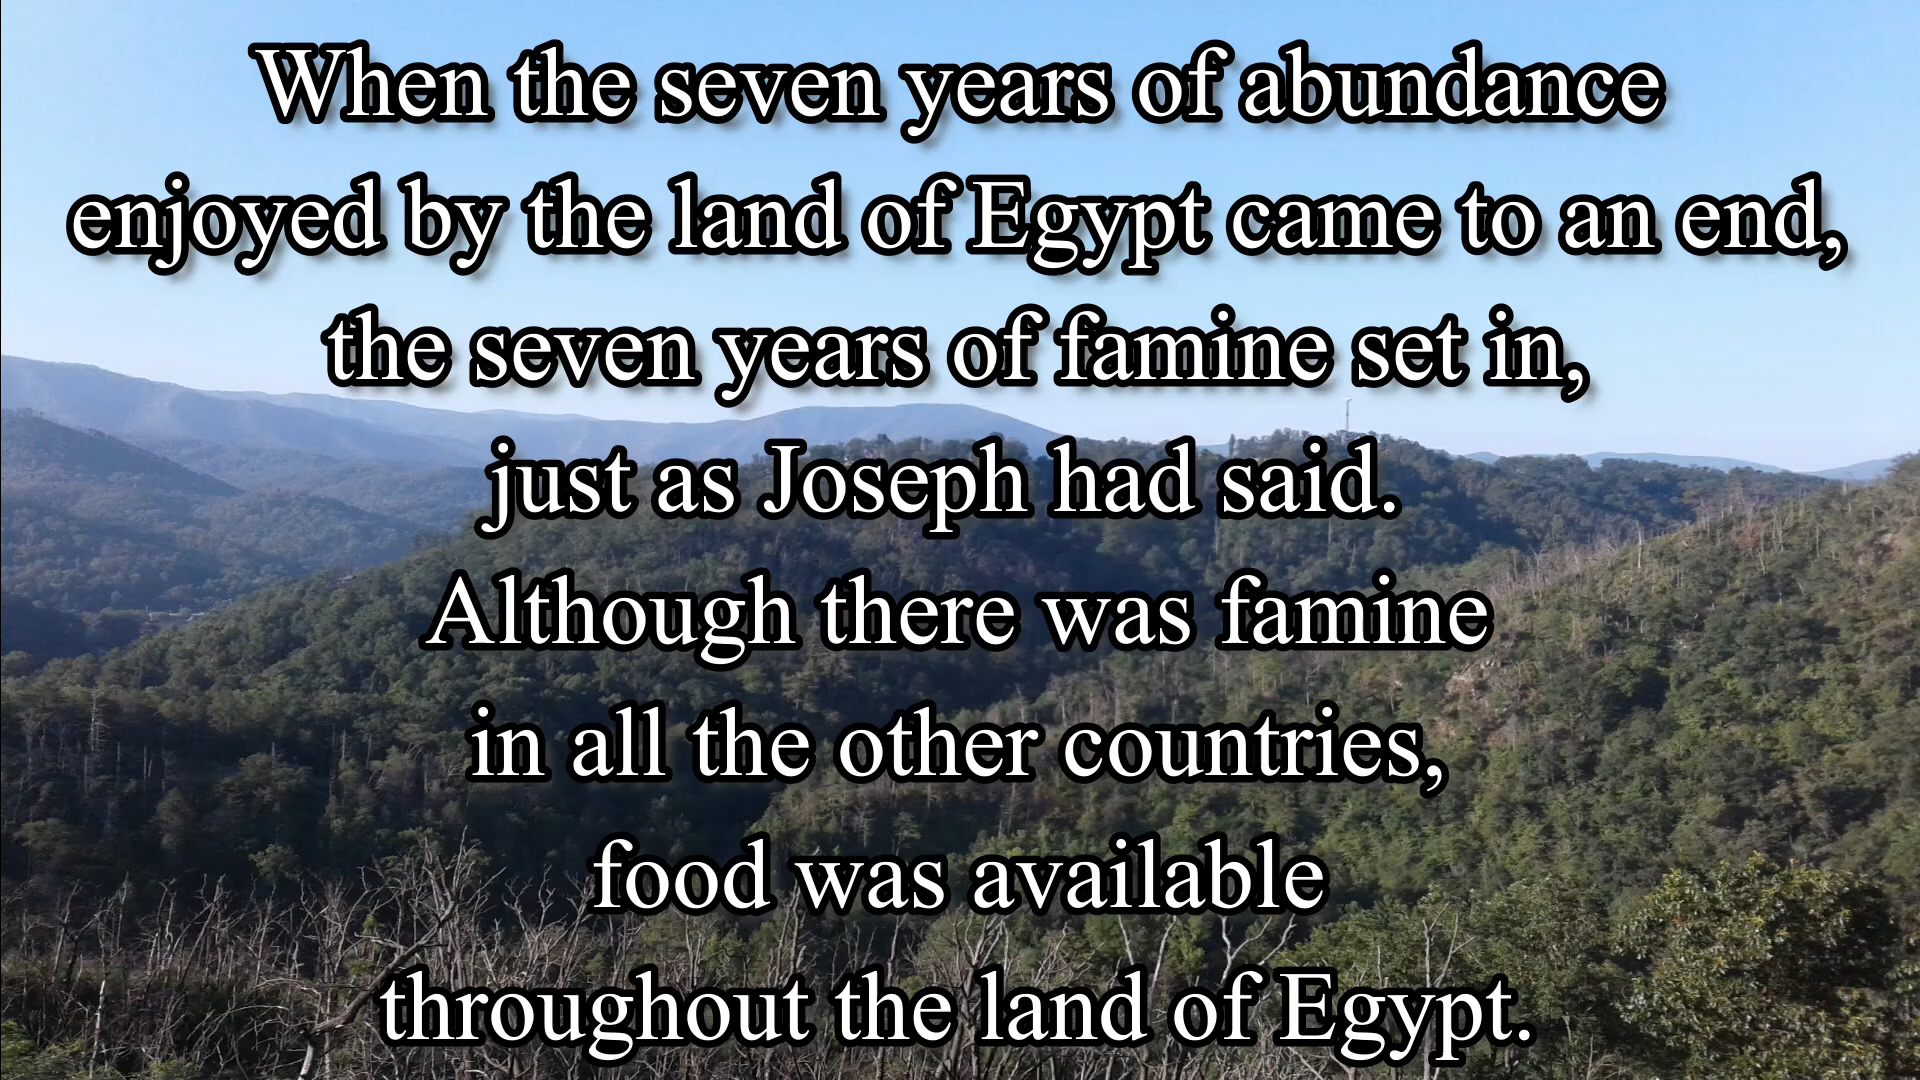 When the seven years of abundance
enjoyed by the land of Egypt came to an end,
the seven years of famine set in,
just as Joseph had said.
Although there was famine
in all the other countries,
food was available
throughout the land of Egypt.